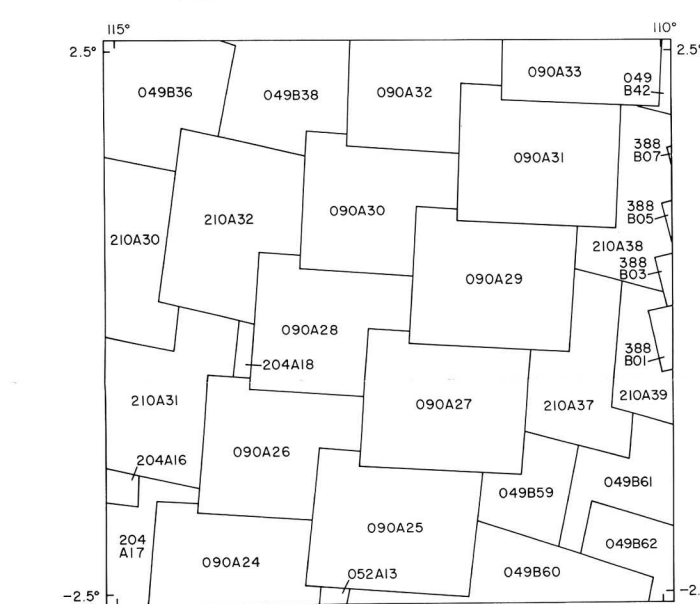 115°
110°
2.5°
2.5°
090A33
049
B42
049B36
049B38
090A32
388
B07
090A31
388
B05
210A32
090A30
210A30
210A38
388
B03
090A29
090A28
388
B01
204A18
210A39
210A31
090A27
210A37
204A16
090A26
049B61
049B59
090A25
204
A17
049B62
090A24
052A13
049B60
−2.5°
−2